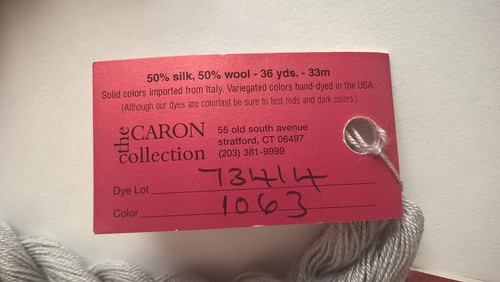 50% silk, 50% wool - 36 yds. - 33m
Solid colors imported from Italy. Variegated colors hand-dyed in the USA.
(Although our dyes are colorfast be sure to test reds and dark colors.)
the CARON collection
55 old south avenue
stratford, CT 06497
(203) 381-9999
Dye Lot 73414
Color 1063